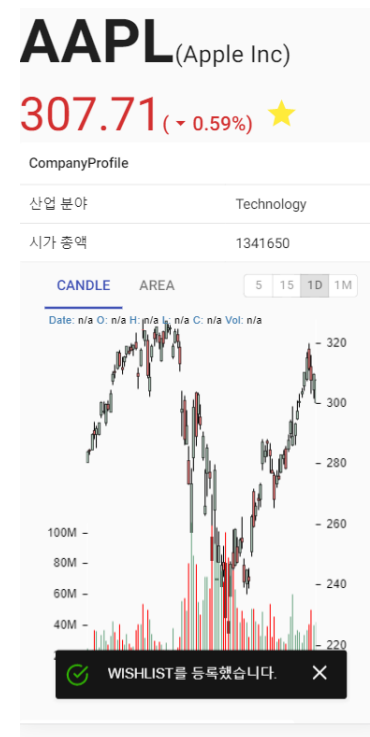 AAPL(Apple Inc)
307.71( 0.59%)
CompanyProfile
산업 분야 Technology
시가 총액 1341650
CANDLE AREA 5 15 1D 1M
Date: n/a O: n/a H: n/a L: n/a C: n/a Vol: n/a
320
300
280
260
100M
80M
240
60M
40M
220
WISHLIST를 등록했습니다.